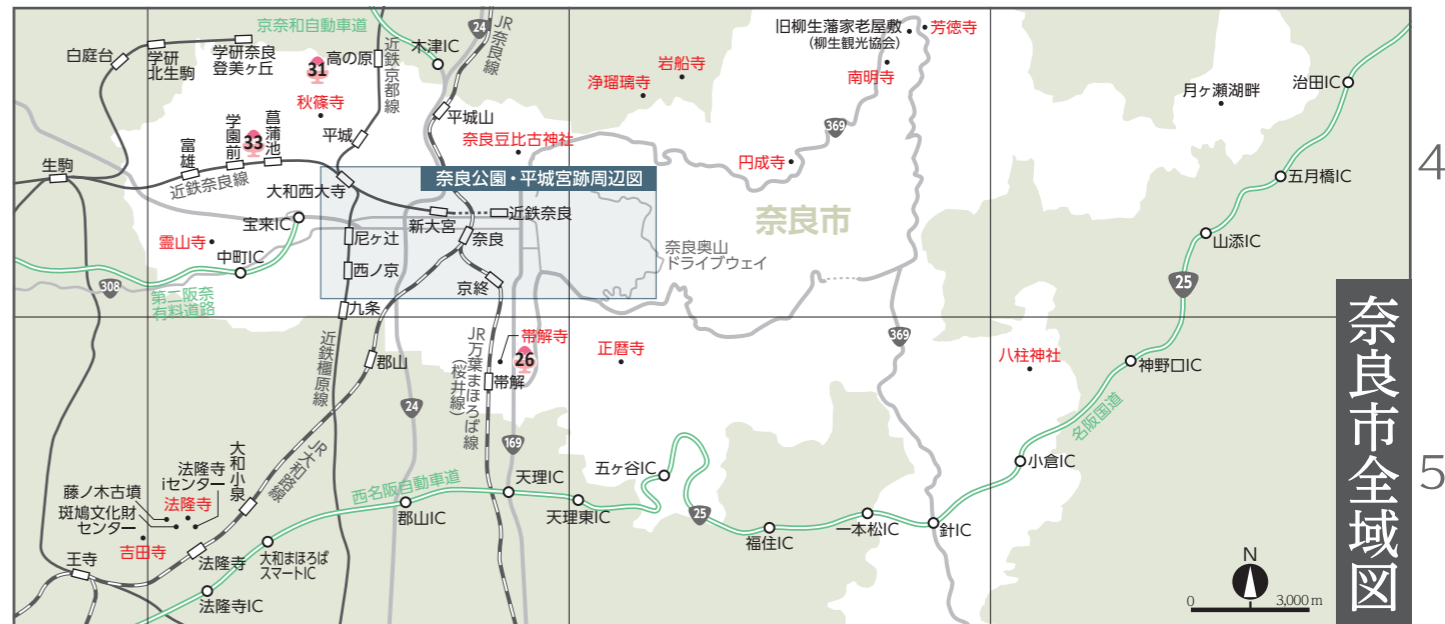 京奈和自動車道
24
JR奈良線
白庭台
学研
北生駒
学研奈良
登美ヶ丘
31
高の原
近鉄京都線
木津IC
旧柳生藩家老屋敷
(柳生観光協会)
芳徳寺
秋篠寺
岩船寺
浄瑠璃寺
南明寺
月ヶ瀬湖畔
治田IC
平城山
富雄
学園前
33
菖蒲池
平城
奈良豆比古神社
369
円成寺
4
生駒
近鉄奈良線
大和西大寺
奈良公園・平城宮跡周辺図
五月橋IC
宝来IC
新大宮
近鉄奈良
奈良市
霊山寺
尼ヶ辻
奈良
奈良奥山
ドライブウェイ
山添IC
中町IC
西ノ京
京終
25
308
第二阪奈
有料道路
九条
奈良市全域図
近鉄橿原線
郡山
JR万葉まほろば線
(桜井線)
帯解寺
26
帯解
正暦寺
369
八柱神社
神野口IC
24
名阪国道
169
大和小泉
JR大和路線
法隆寺
iセンター
藤ノ木古墳
法隆寺
斑鳩文化財
センター
吉田寺
西名阪自動車道
郡山IC
天理IC
天理東IC
五ヶ谷IC
25
小倉IC
5
福住IC
一本松IC
針IC
王寺
法隆寺
大和まほろば
スマートIC
法隆寺IC
N
0
3,000m